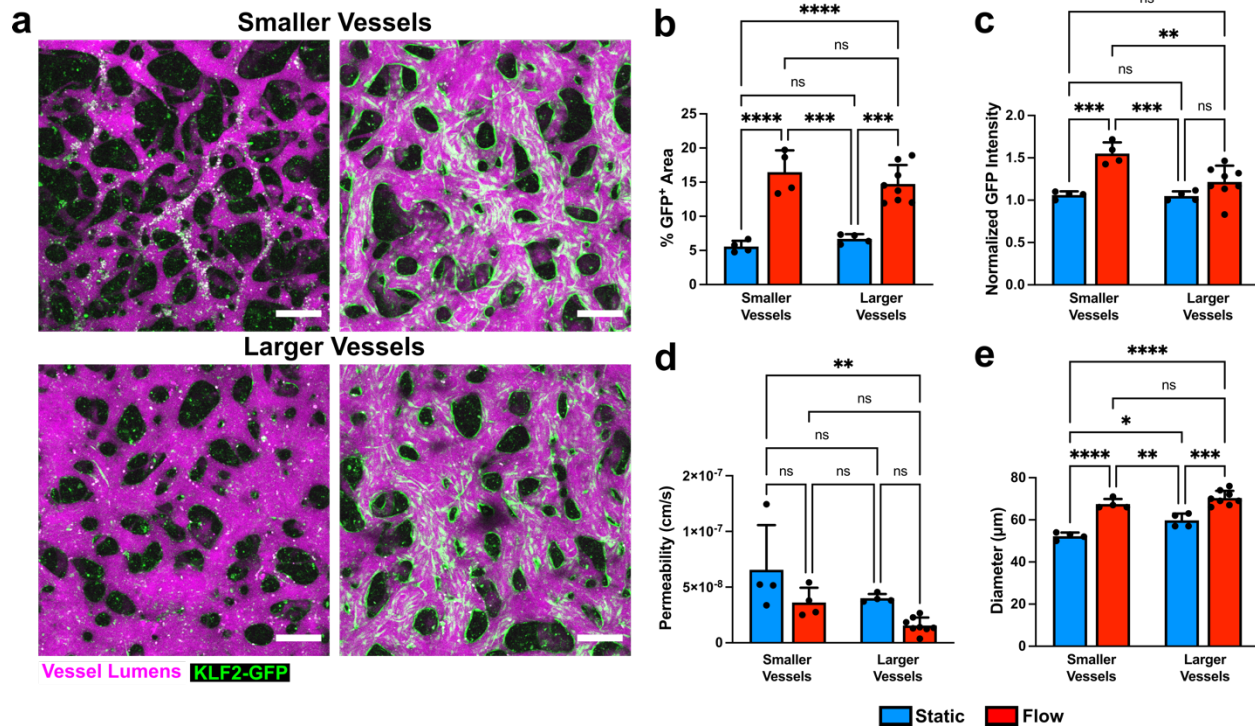 a
Smaller Vessels
Larger Vessels
Vessel Lumens KLF2-GFP
b
****
ns
ns
**** *** ***
% GFP⁺ Area
25
20
15
10
5
0
Smaller Vessels
Larger Vessels
c
ns
**
ns
*** *** ns
Normalized GFP Intensity
2.0
1.5
1.0
0.5
0.0
Smaller Vessels
Larger Vessels
d
**
ns
ns
ns ns ns
Permeability (cm/s)
2×10⁻⁷
1×10⁻⁷
5×10⁻⁸
0
Smaller Vessels
Larger Vessels
e
****
ns
*
**** ** ***
Diameter (μm)
80
60
40
20
0
Smaller Vessels
Larger Vessels
Static Flow